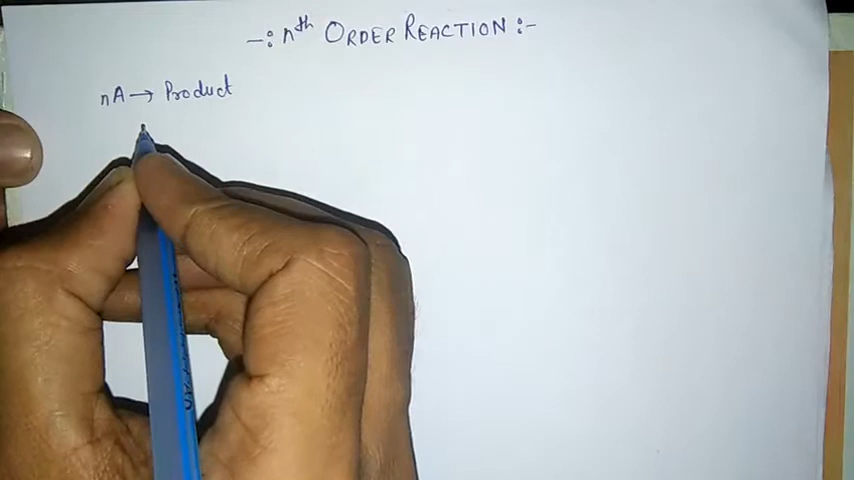 -: nth ORDER REACTION :-
nA → Product